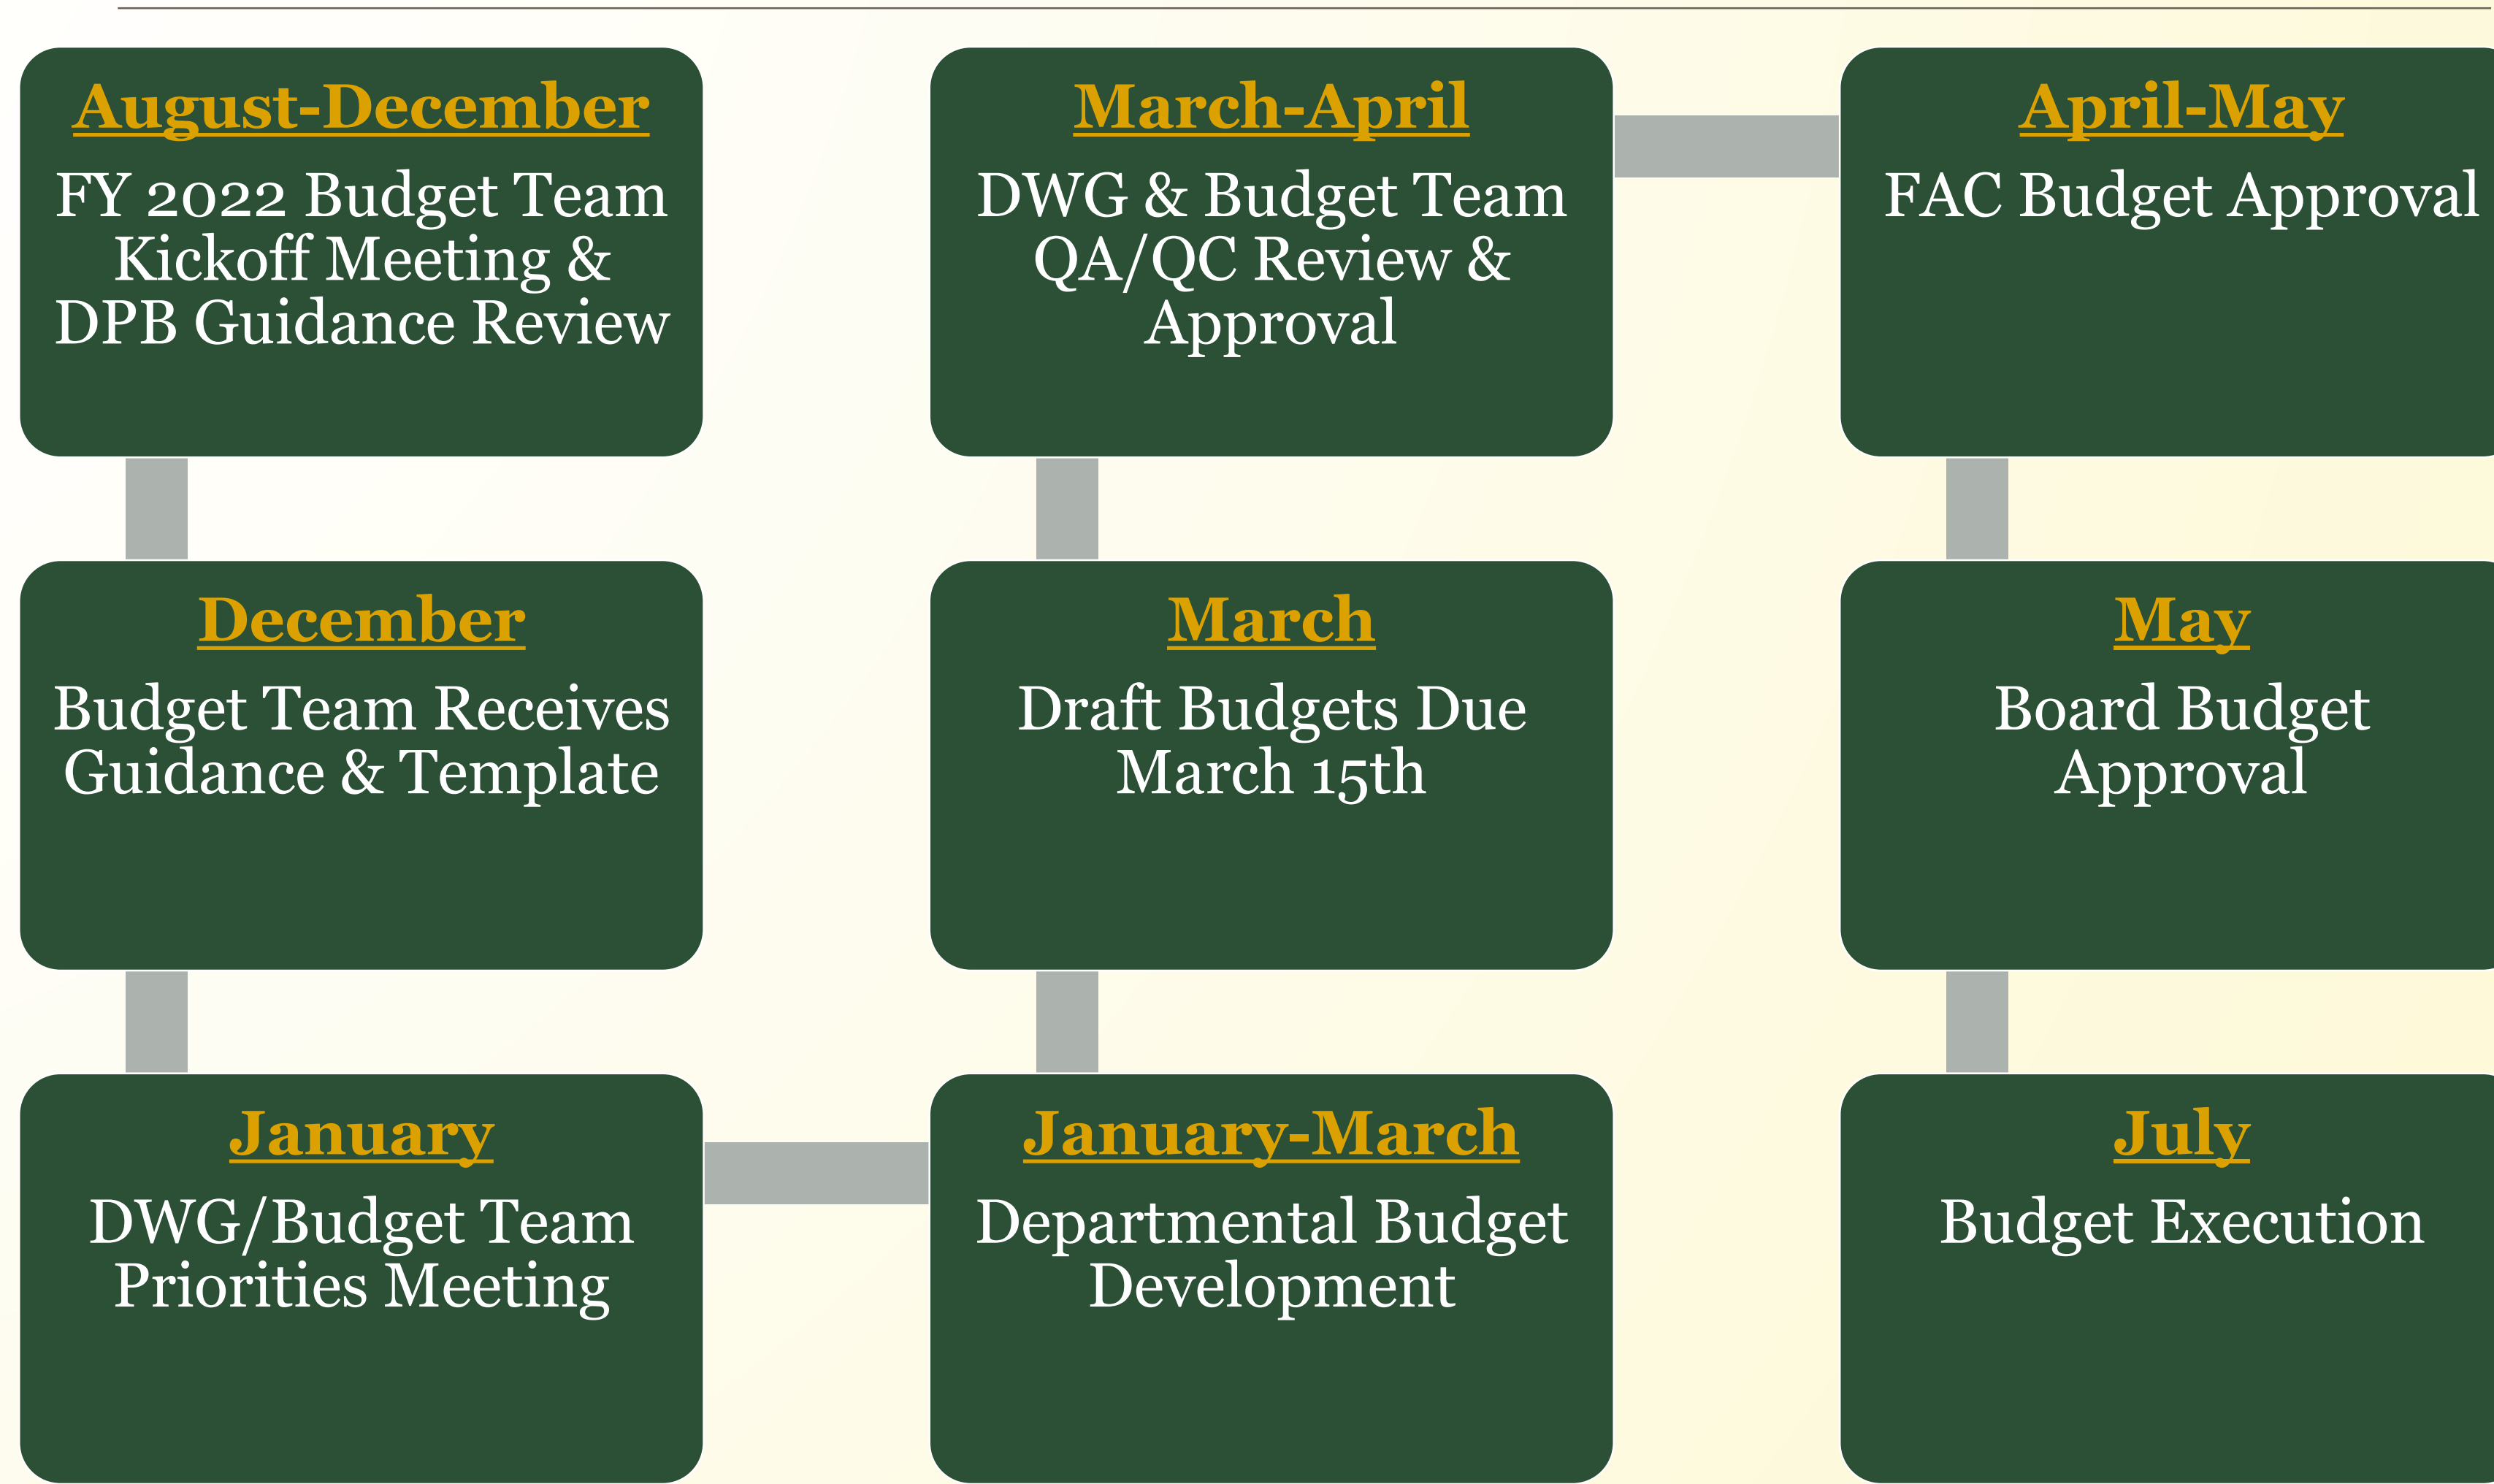 August-December
FY 2022 Budget Team
Kickoff Meeting &
DPB Guidance Review
December
Budget Team Receives
Guidance & Template
January
DWG/Budget Team
Priorities Meeting
January-March
Departmental Budget
Development
March
Draft Budgets Due
March 15th
March-April
DWG & Budget Team
QA/QC Review &
Approval
April-May
FAC Budget Approval
May
Board Budget
Approval
July
Budget Execution